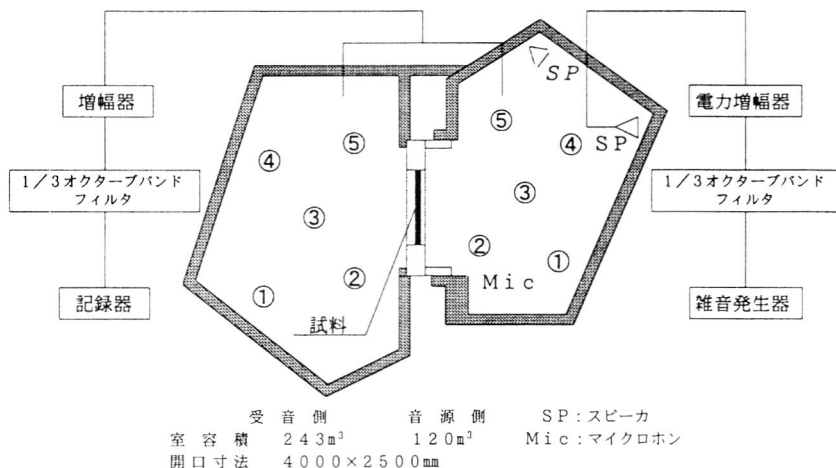 増幅器
1／3オクターブバンド
フィルタ
記録器
④
⑤
③
②
①
試料
SP
SP
⑤
④
③
②
①
Mic
電力増幅器
1／3オクターブバンド
フィルタ
雑音発生器
受音側 音源側 SP：スピーカ
室容積 243m³ 120m³ Mic：マイクロホン
開口寸法 4000×2500㎜